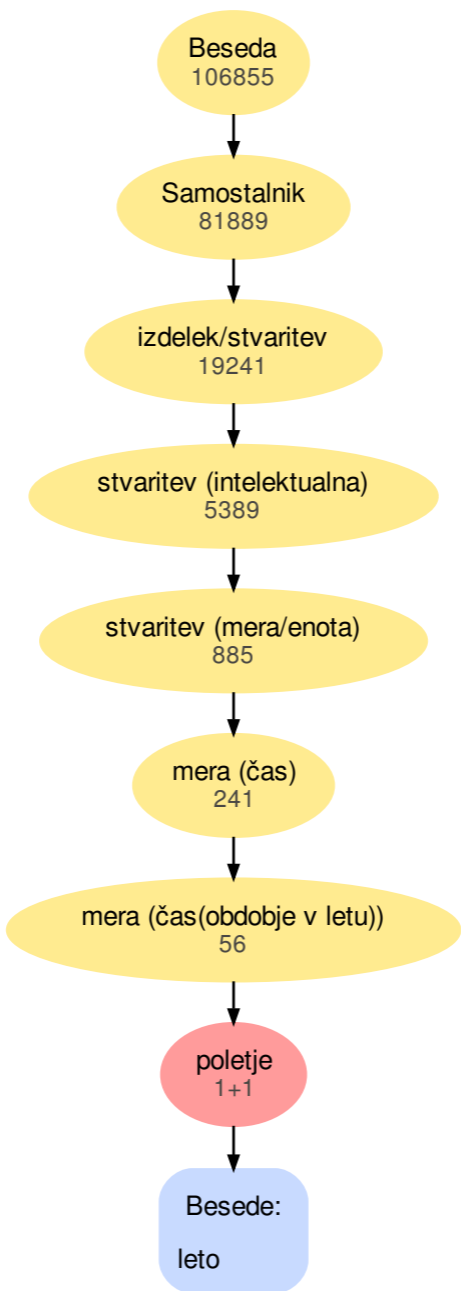 Beseda
106855
Samostalnik
81889
izdelek/stvaritev
19241
stvaritev (intelektualna)
5389
stvaritev (mera/enota)
885
mera (čas)
241
mera (čas(obdobje v letu))
56
poletje
1+1
Besede:
leto